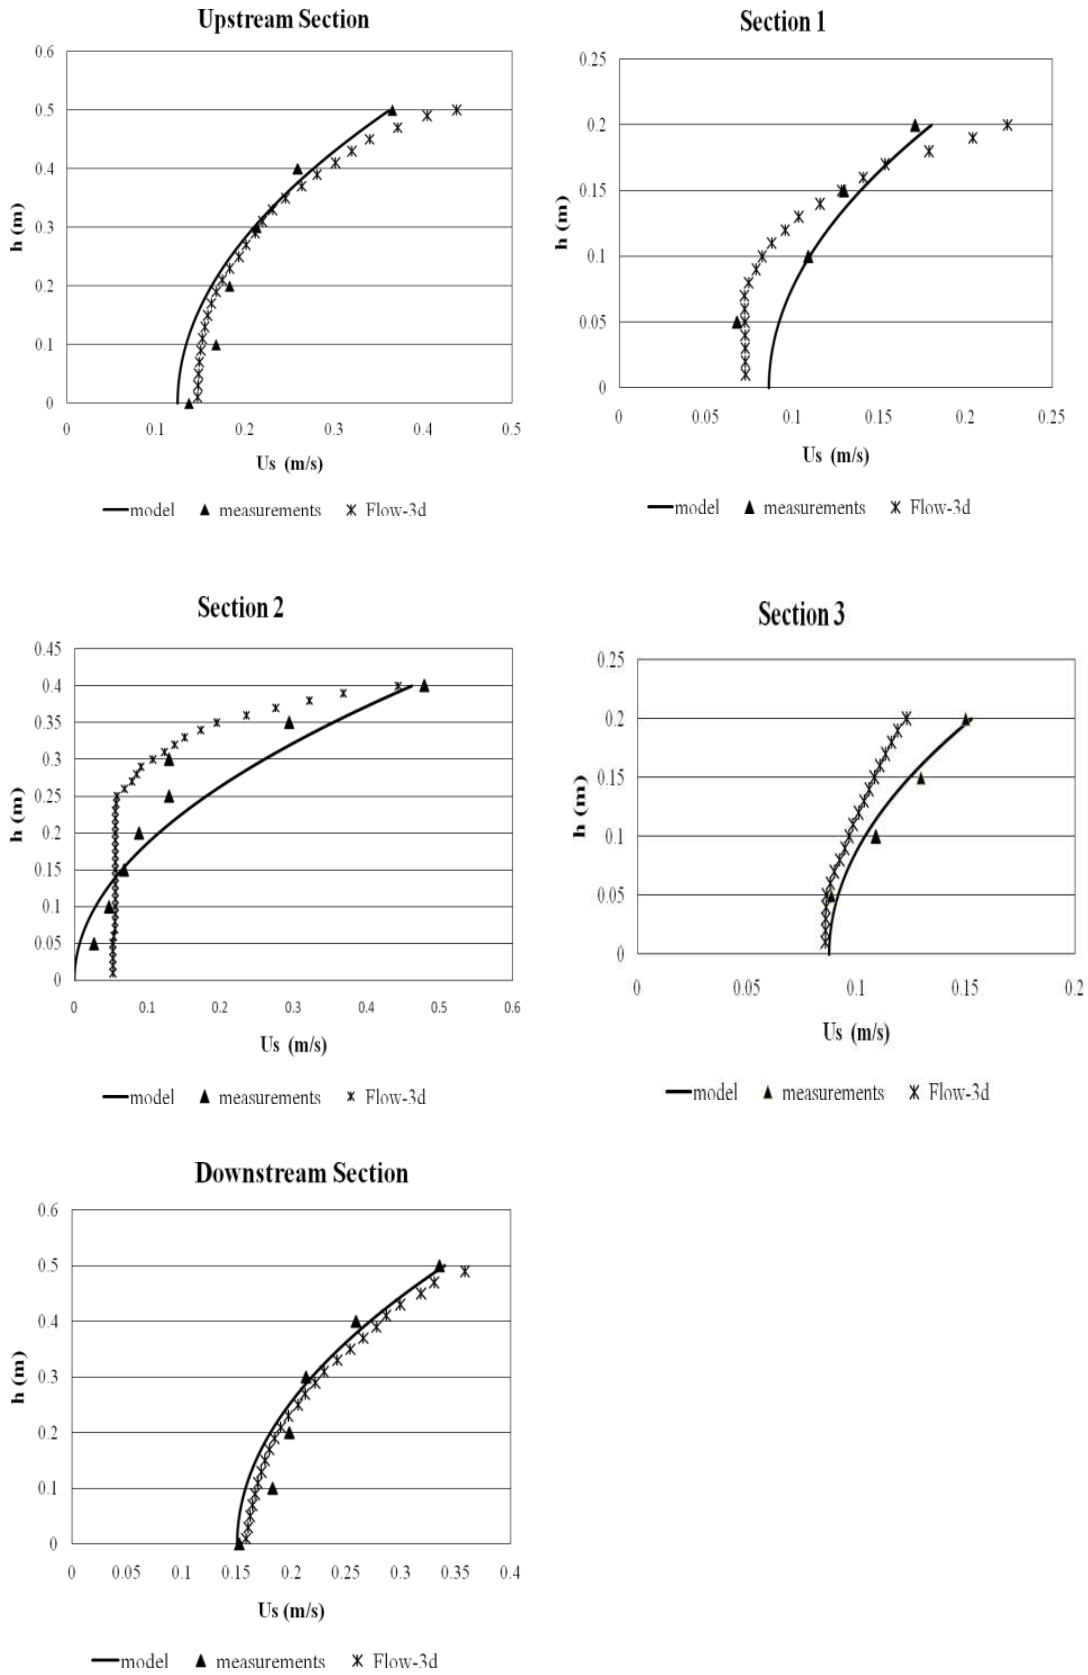 Upstream Section
0.6
0.5
0.4
0.3
0.2
0.1
0
h (m)
0 0.1 0.2 0.3 0.4 0.5
Us (m/s)
model measurements Flow-3d
Section 1
0.25
0.2
0.15
0.1
0.05
0
h (m)
0 0.05 0.1 0.15 0.2 0.25
Us (m/s)
model measurements Flow-3d
Section 2
0.45
0.4
0.35
0.3
0.25
0.2
0.15
0.1
0.05
0
h (m)
0 0.1 0.2 0.3 0.4 0.5 0.6
Us (m/s)
model measurements Flow-3d
Section 3
0.25
0.2
0.15
0.1
0.05
0
h (m)
0 0.05 0.1 0.15 0.2
Us (m/s)
model measurements Flow-3d
Downstream Section
0.6
0.5
0.4
0.3
0.2
0.1
0
h (m)
0 0.05 0.1 0.15 0.2 0.25 0.3 0.35 0.4
Us (m/s)
model measurements Flow-3d